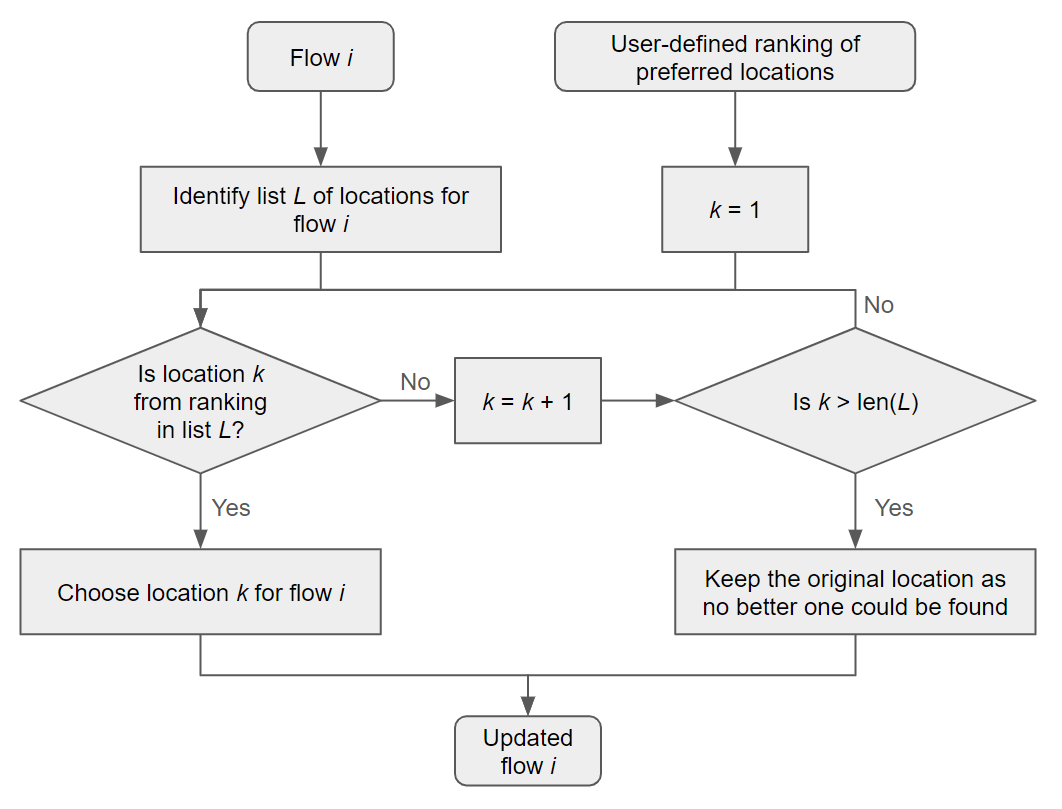 Flow i
User-defined ranking of
preferred locations
Identify list L of locations for
flow i
k = 1
No
Is location k
from ranking
in list L?
No
k = k + 1
Is k > len(L)
Yes
Yes
Choose location k for flow i
Keep the original location as
no better one could be found
Updated
flow i